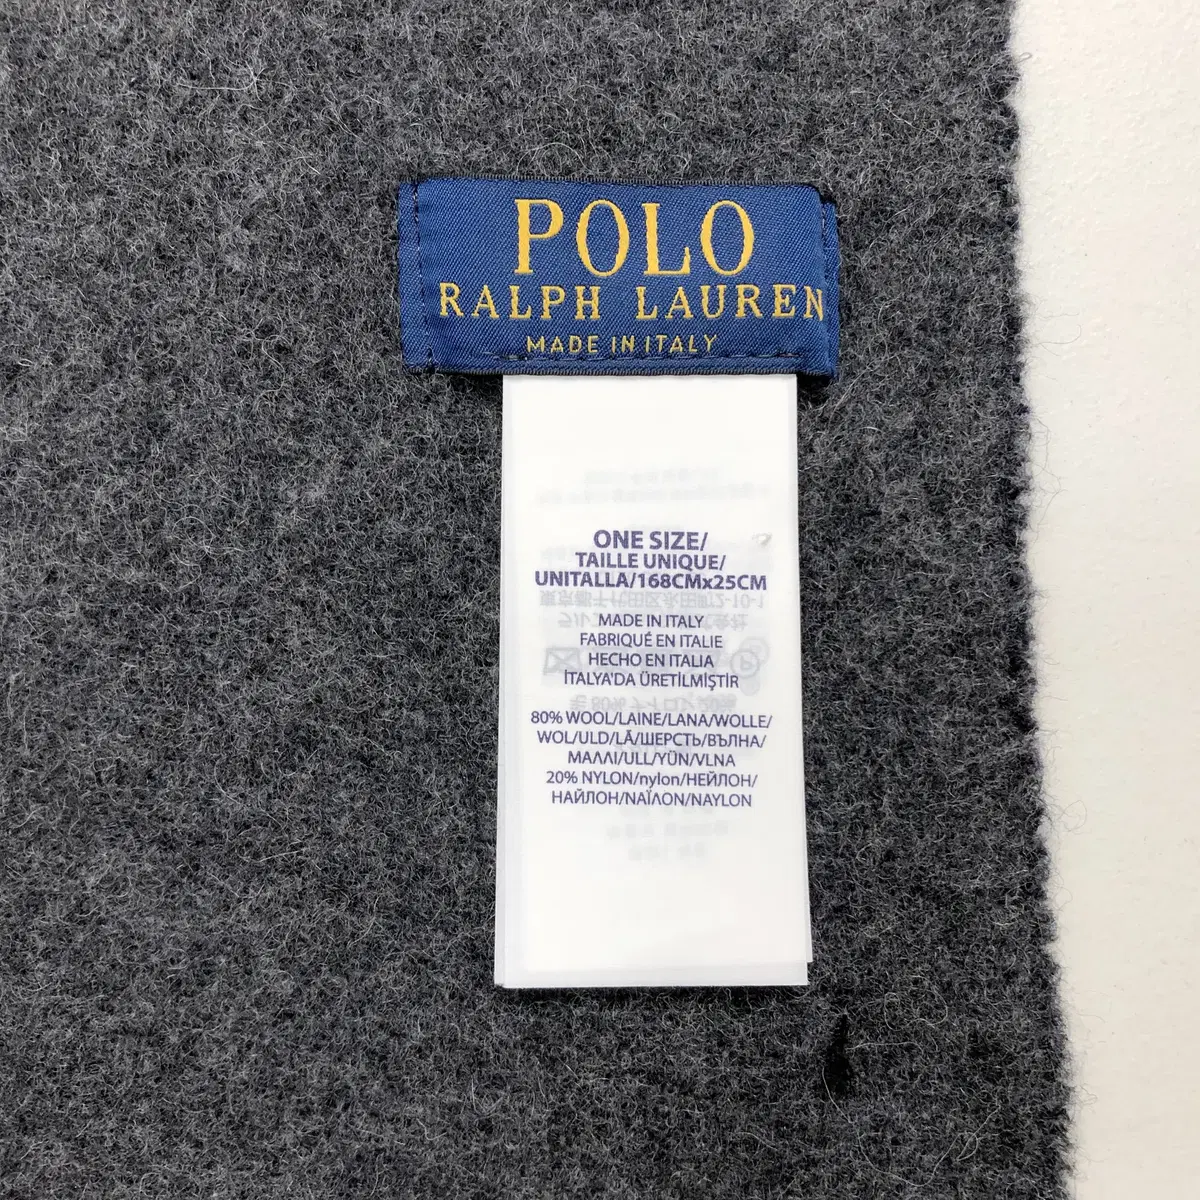 POLO
RALPH LAUREN
MADE IN ITALY
ONE SIZE/
TAILLE UNIQUE/
UNITALLA/168CMx25CM
MADE IN ITALY
FABRIQUÉ EN ITALIE
HECHO EN ITALIA
İTALYA'DA ÜRETİLMİŞTİR
80% WOOL/LAINE/LANA/WOLLE/
WOL/ULD/LÃ/ШЕРСТЬ/ВЪЛНА/
ΜΑΛΛΙ/ULL/YÜN/VLNA
20% NYLON/nylon/НЕЙЛОН/
НАЙЛОН/ΝΑΪΛΟΝ/NAYLON